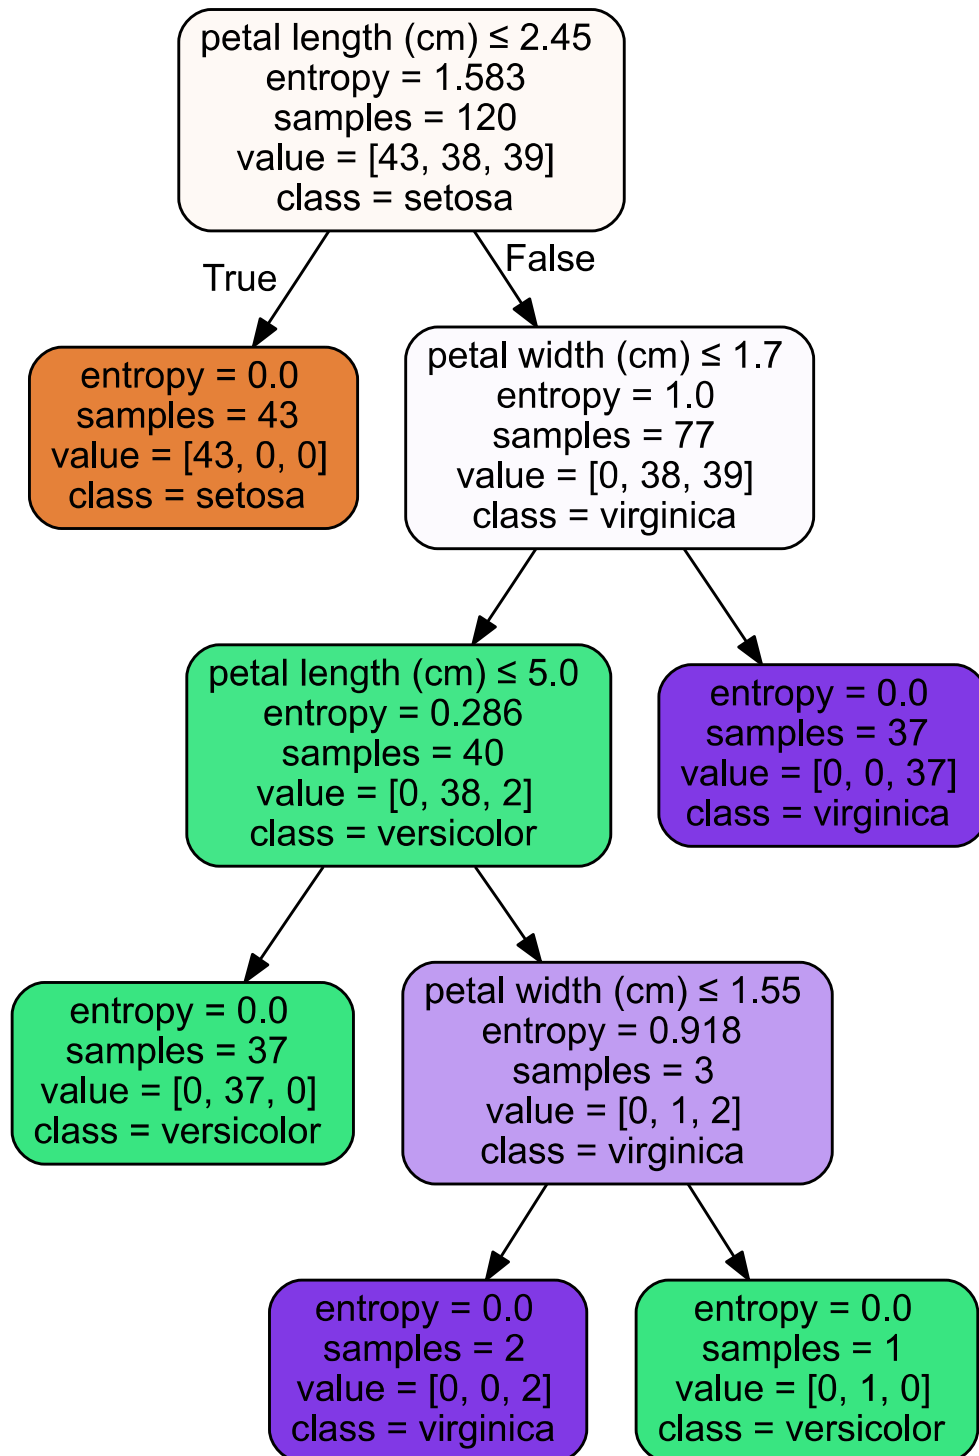 petal length (cm) ≤ 2.45
entropy = 1.583
samples = 120
value = [43, 38, 39]
class = setosa
True
False
entropy = 0.0
samples = 43
value = [43, 0, 0]
class = setosa
petal width (cm) ≤ 1.7
entropy = 1.0
samples = 77
value = [0, 38, 39]
class = virginica
petal length (cm) ≤ 5.0
entropy = 0.286
samples = 40
value = [0, 38, 2]
class = versicolor
entropy = 0.0
samples = 37
value = [0, 0, 37]
class = virginica
entropy = 0.0
samples = 37
value = [0, 37, 0]
class = versicolor
petal width (cm) ≤ 1.55
entropy = 0.918
samples = 3
value = [0, 1, 2]
class = virginica
entropy = 0.0
samples = 2
value = [0, 0, 2]
class = virginica
entropy = 0.0
samples = 1
value = [0, 1, 0]
class = versicolor